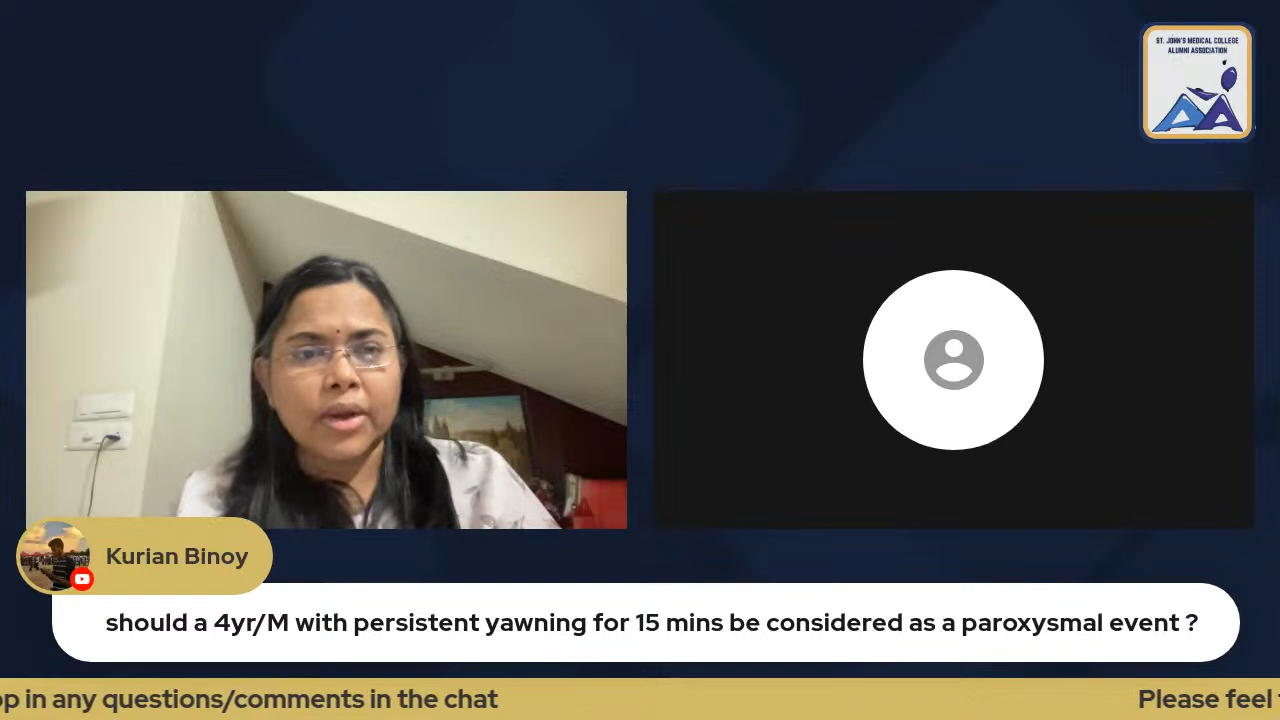 ST. JOHN'S MEDICAL COLLEGE
ALUMNI ASSOCIATION
Kurian Binoy
should a 4yr/M with persistent yawning for 15 mins be considered as a paroxysmal event ?
op in any questions/comments in the chat
Please feel